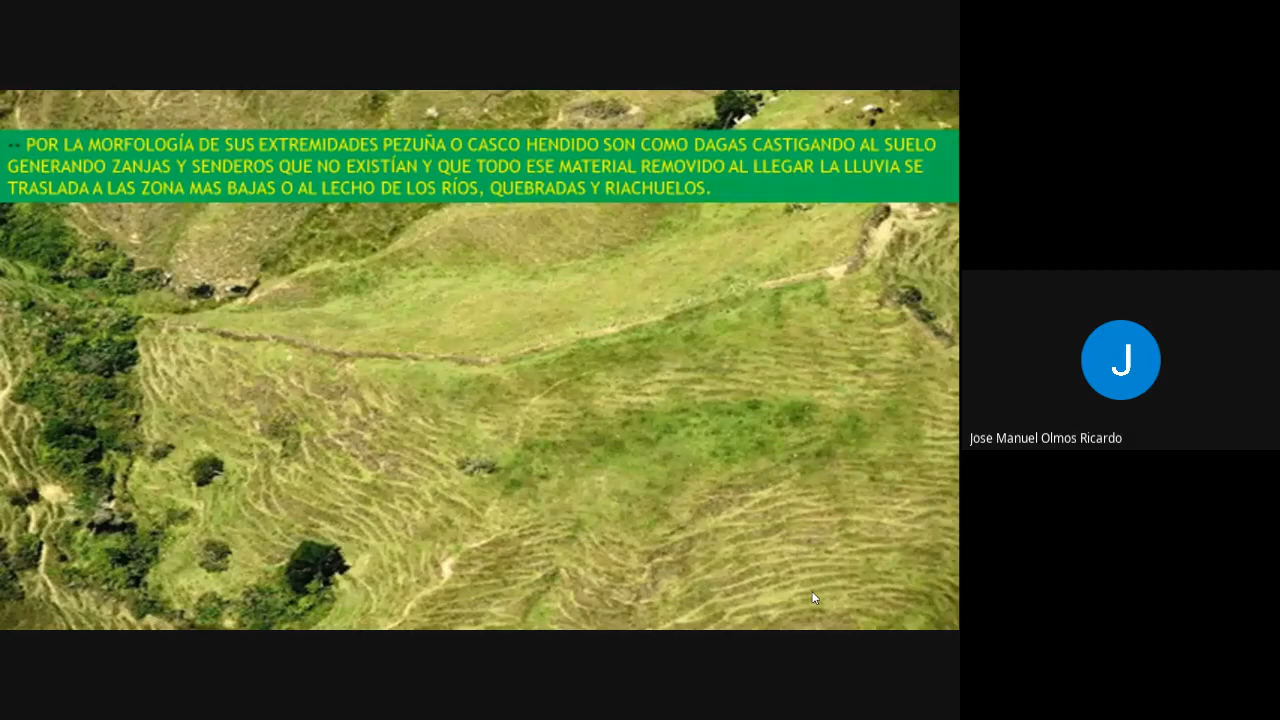 -- POR LA MORFOLOGÍA DE SUS EXTREMIDADES PEZUÑA O CASCO HENDIDO SON COMO DAGAS CASTIGANDO AL SUELO
GENERANDO ZANJAS Y SENDEROS QUE NO EXISTÍAN Y QUE TODO ESE MATERIAL REMOVIDO AL LLEGAR LA LLUVIA SE
TRASLADA A LAS ZONA MAS BAJAS O AL LECHO DE LOS RÍOS, QUEBRADAS Y RIACHUELOS.
J
Jose Manuel Olmos Ricardo